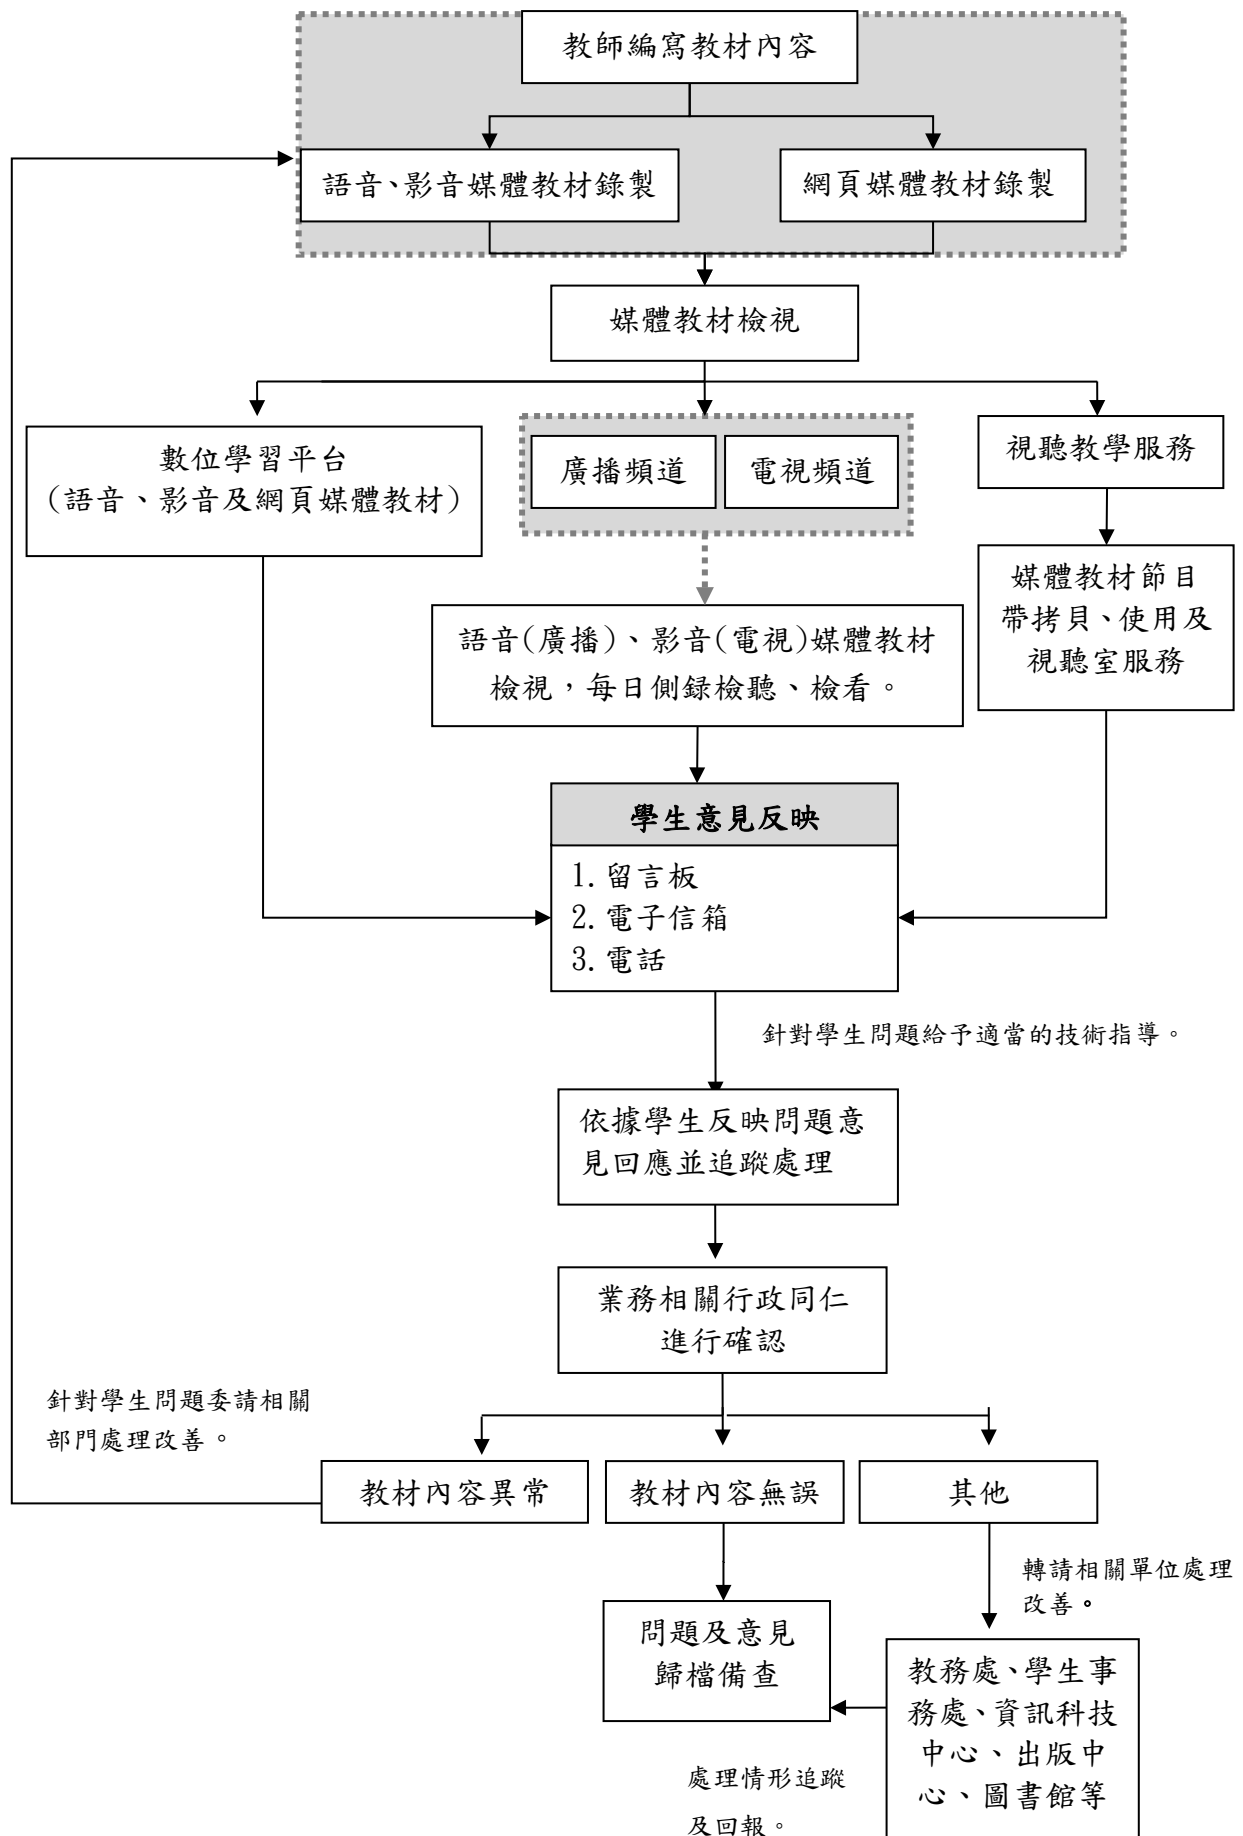 教師編寫教材內容
語音、影音媒體教材錄製
網頁媒體教材錄製
媒體教材檢視
數位學習平台
(語音、影音及網頁媒體教材)
廣播頻道
電視頻道
視聽教學服務
媒體教材節目
帶拷貝、使用及
視聽室服務
語音(廣播)、影音(電視)媒體教材
檢視，每日側錄檢聽、檢看。
學生意見反映
1.留言板
2.電子信箱
3.電話
針對學生問題給予適當的技術指導。
依據學生反映問題意
見回應並追蹤處理
業務相關行政同仁
進行確認
針對學生問題委請相關
部門處理改善。
教材內容異常
教材內容無誤
其他
轉請相關單位處理
改善。
問題及意見
歸檔備查
教務處、學生事
務處、資訊科技
中心、出版中
心、圖書館等
處理情形追蹤
及回報。